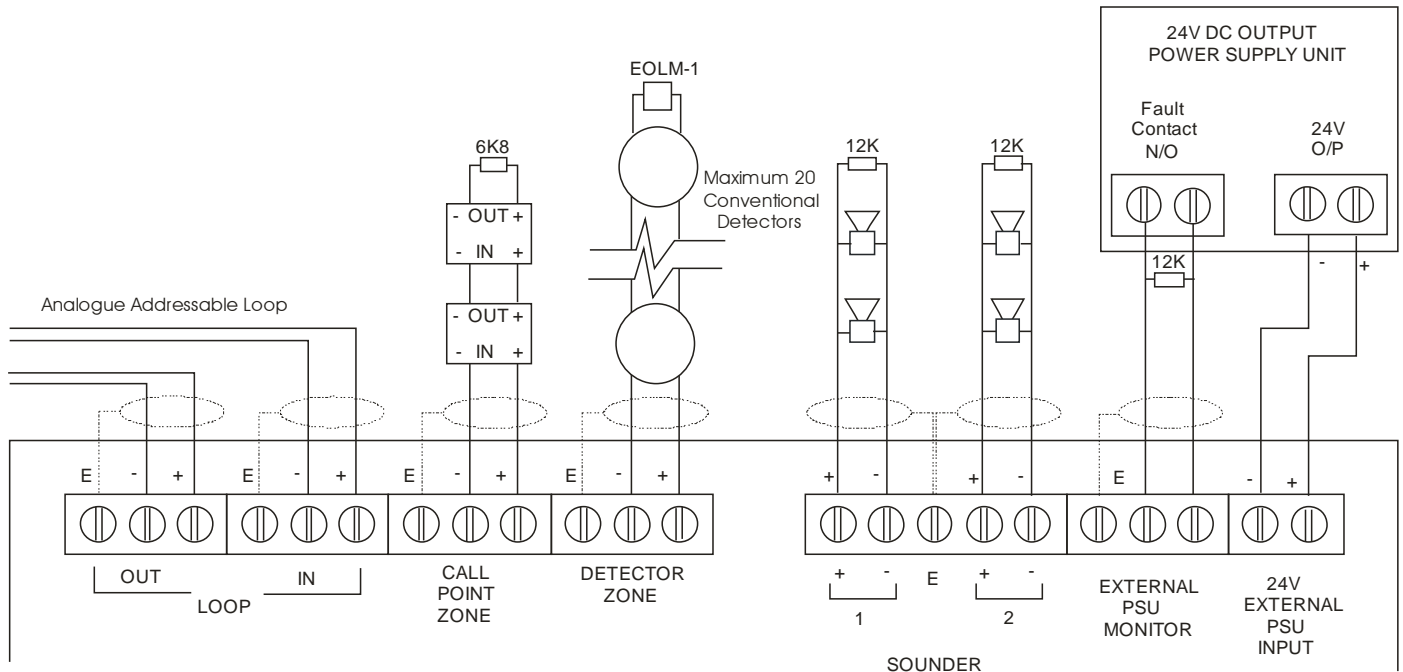 24V DC OUTPUT
POWER SUPPLY UNIT
EOLM-1
Fault
Contact
N/O
24V
O/P
6K8
12K
12K
Maximum 20
Conventional
Detectors
- OUT +
- IN +
12K
- +
Analogue Addressable Loop
- OUT +
- IN +
E - + E - + E - + E - + + - + - E - +
OUT
IN
LOOP
CALL
POINT
ZONE
DETECTOR
ZONE
+ - E + -
1
2
SOUNDER
EXTERNAL
PSU
MONITOR
24V
EXTERNAL
PSU
INPUT